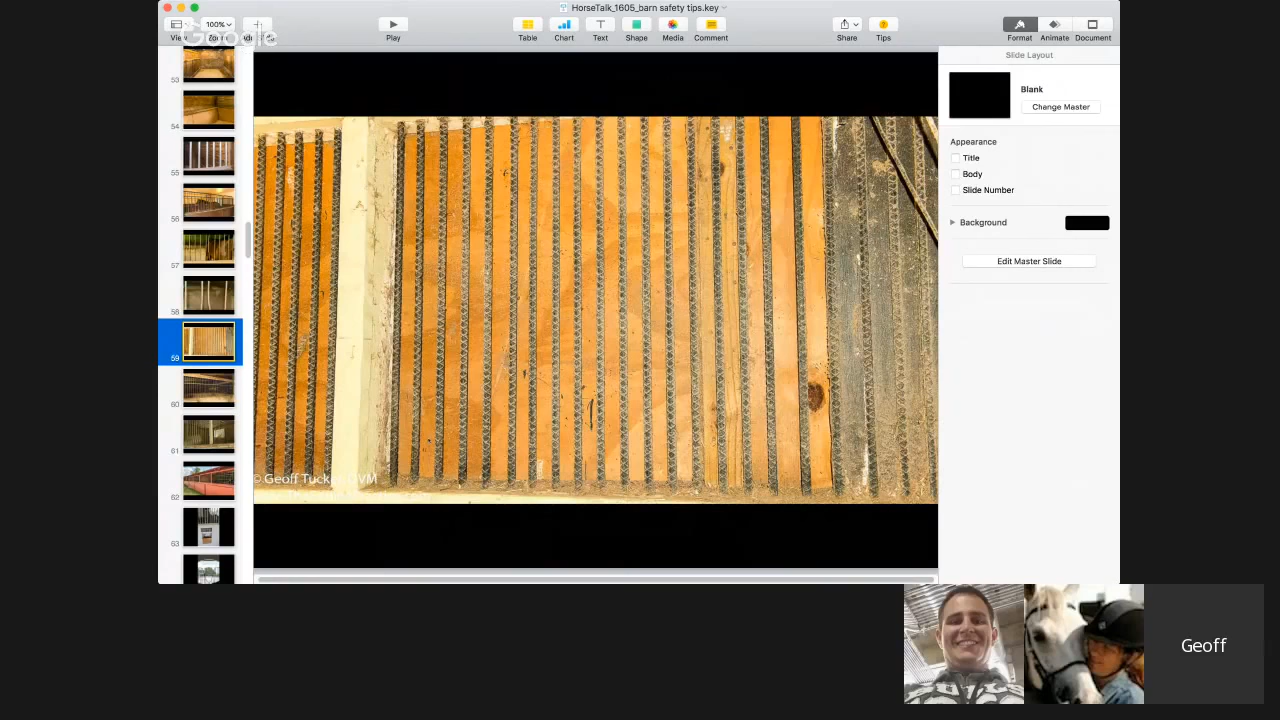 HorseTalk_1605_barn safety tips.key
100%
Google
View
Zoom
Play
Table
Chart
Text
Shape
Media
Comment
Share
Tips
Format
Animate
Document
Slide Layout
Blank
Change Master
Appearance
Title
Body
Slide Number
Background
Edit Master Slide
53
54
55
56
57
58
59
60
61
62
63
© Geoff Tucker DVM
Geoff